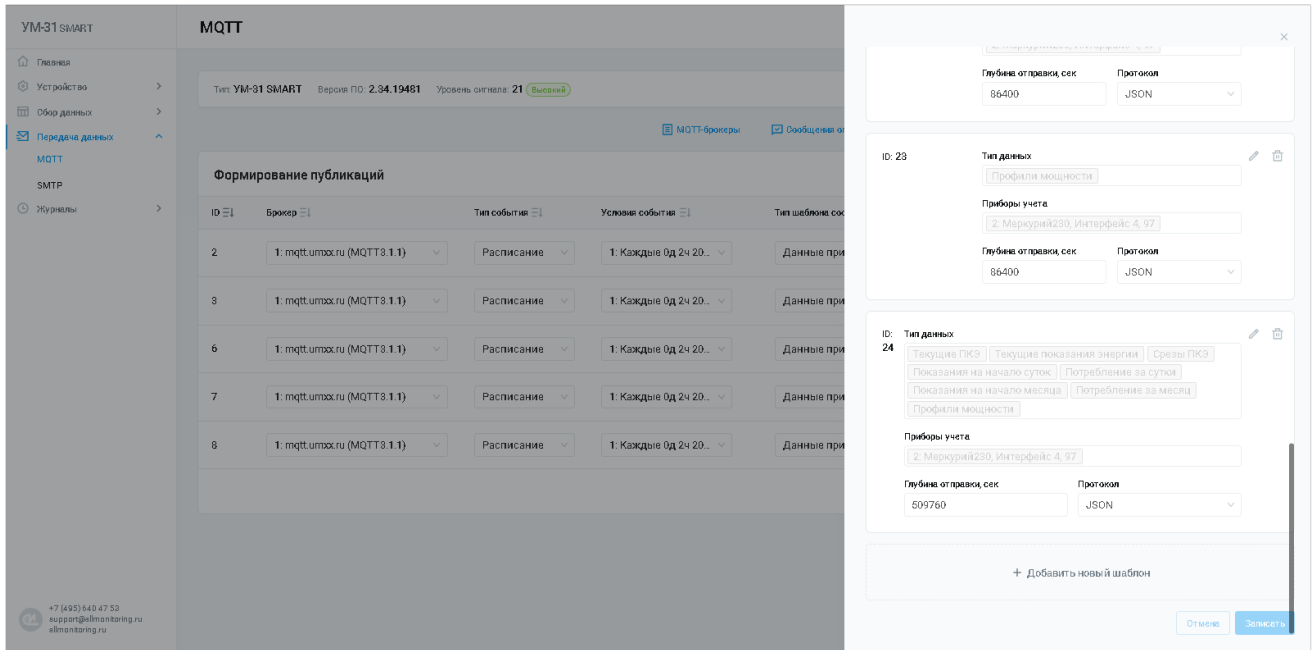 УМ-31 SMART
MQTT
Главная
Устройство
Сбор данных
Передача данных
MQTT
SMTP
Журналы
+7 (495) 640 47 53
support@allmonitoring.ru
allmonitoring.ru
Тип: УМ-31 SMART Версия ПО: 2.34.19481 Уровень сигнала: 21 Высокий
MQTT-брокеры Сообщения от
Формирование публикаций
ID Брокер Тип события Условия события Тип шаблона соо
2 1: mqtt.umxx.ru (MQTT3.1.1) Расписание 1: Каждые 0д 2ч 20... Данные при
3 1: mqtt.umxx.ru (MQTT3.1.1) Расписание 1: Каждые 0д 2ч 20... Данные при
6 1: mqtt.umxx.ru (MQTT3.1.1) Расписание 1: Каждые 0д 2ч 20... Данные при
7 1: mqtt.umxx.ru (MQTT3.1.1) Расписание 1: Каждые 0д 2ч 20... Данные при
8 1: mqtt.umxx.ru (MQTT3.1.1) Расписание 1: Каждые 0д 2ч 20... Данные при
Глубина отправки, сек Протокол
86400 JSON
ID: 23 Тип данных
Профили мощности
Приборы учета
2: Меркурий230, Интерфейс 4, 97
Глубина отправки, сек Протокол
86400 JSON
ID: 24 Тип данных
Текущие ПКЭ Текущие показания энергии Срезы ПКЭ
Показания на начало суток Потребление за сутки
Показания на начало месяца Потребление за месяц
Профили мощности
Приборы учета
2: Меркурий230, Интерфейс 4, 97
Глубина отправки, сек Протокол
509760 JSON
+ Добавить новый шаблон
Отмена Записать